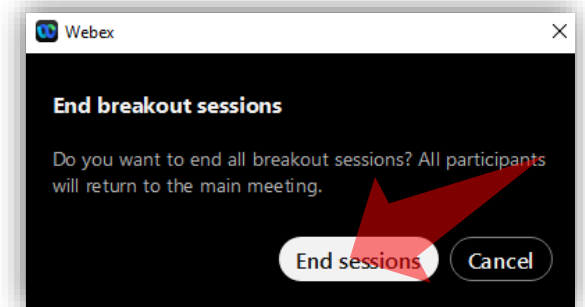 Webex
End breakout sessions
Do you want to end all breakout sessions? All participants
will return to the main meeting.
End sessions Cancel